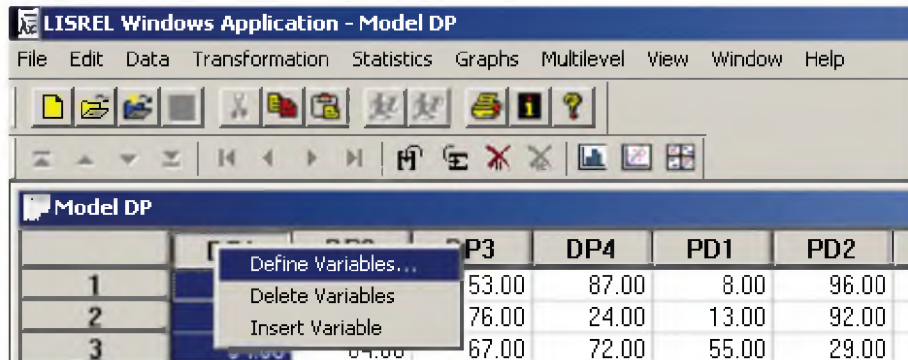 LISREL Windows Application - Model DP
File Edit Data Transformation Statistics Graphs Multilevel View Window Help
Model DP
DP3 DP4 PD1 PD2
Define Variables...
1 53.00 87.00 8.00 96.00
Delete Variables
2 76.00 24.00 13.00 92.00
Insert Variable
3 67.00 72.00 55.00 29.00